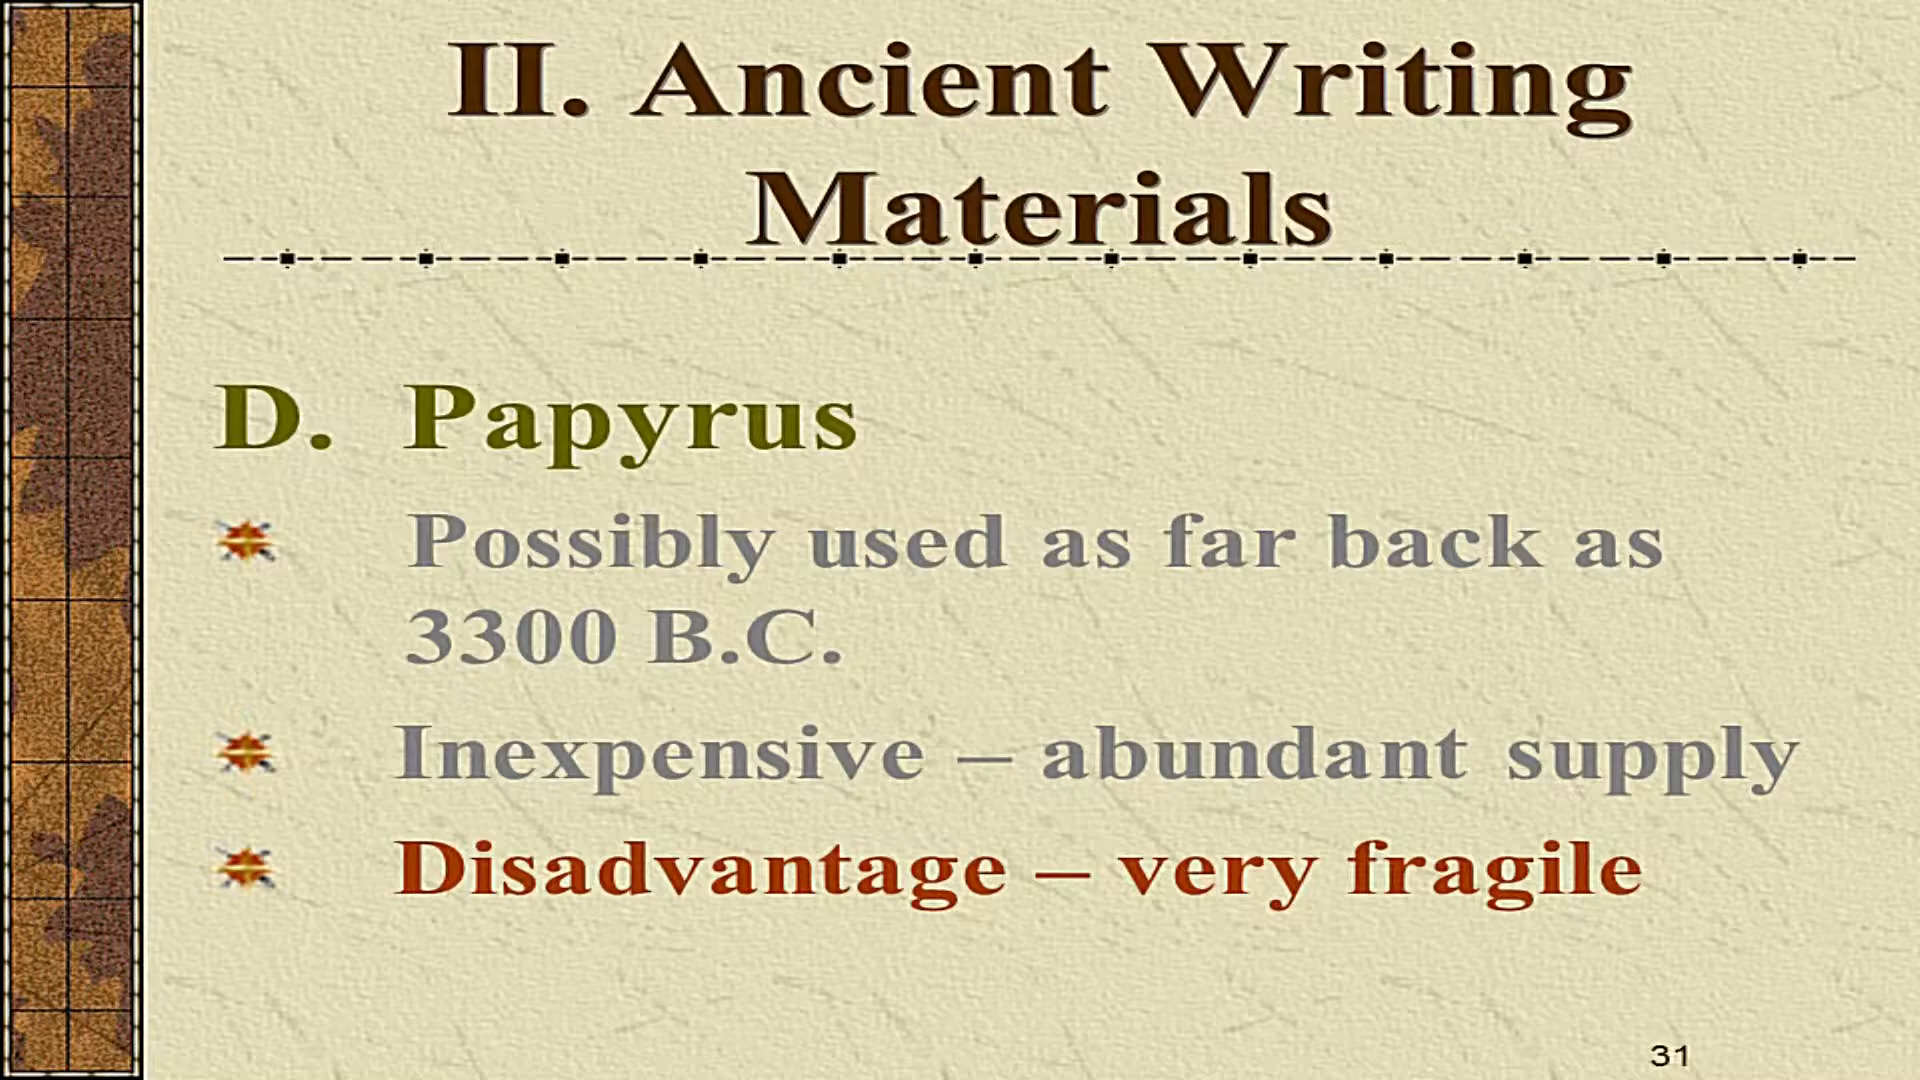 II. Ancient Writing
Materials
D. Papyrus
Possibly used as far back as
3300 B.C.
Inexpensive – abundant supply
Disadvantage – very fragile
31